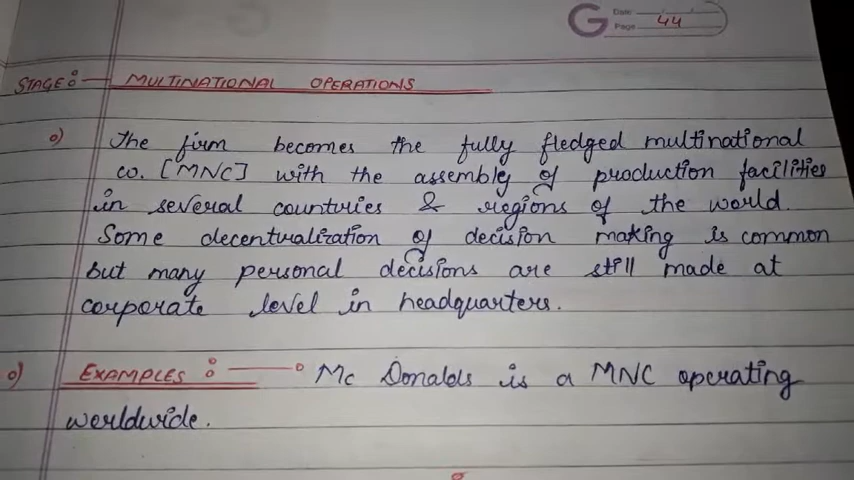 G Date
Page 44
STAGE:- MULTINATIONAL OPERATIONS
o) The firm becomes the fully fledged multinational
co. [MNC] with the assembly of production facilities
in several countries & regions of the world.
Some decentralization of decision making is common
but many personal decisions are still made at
corporate level in headquarters.
o) EXAMPLES :- Mc Donalds is a MNC operating
worldwide.